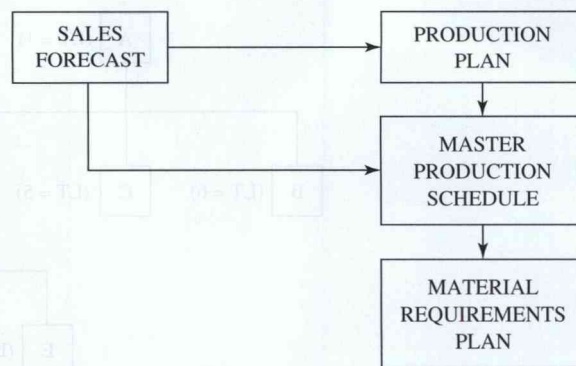 SALES
FORECAST
PRODUCTION
PLAN
MASTER
PRODUCTION
SCHEDULE
MATERIAL
REQUIREMENTS
PLAN